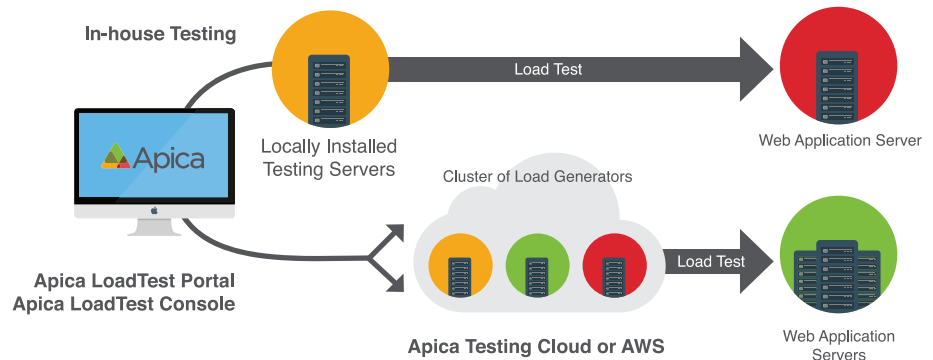 In-house Testing
Load Test
Apica
Locally Installed
Testing Servers
Web Application Server
Cluster of Load Generators
Load Test
Apica LoadTest Portal
Apica LoadTest Console
Apica Testing Cloud or AWS
Web Application
Servers